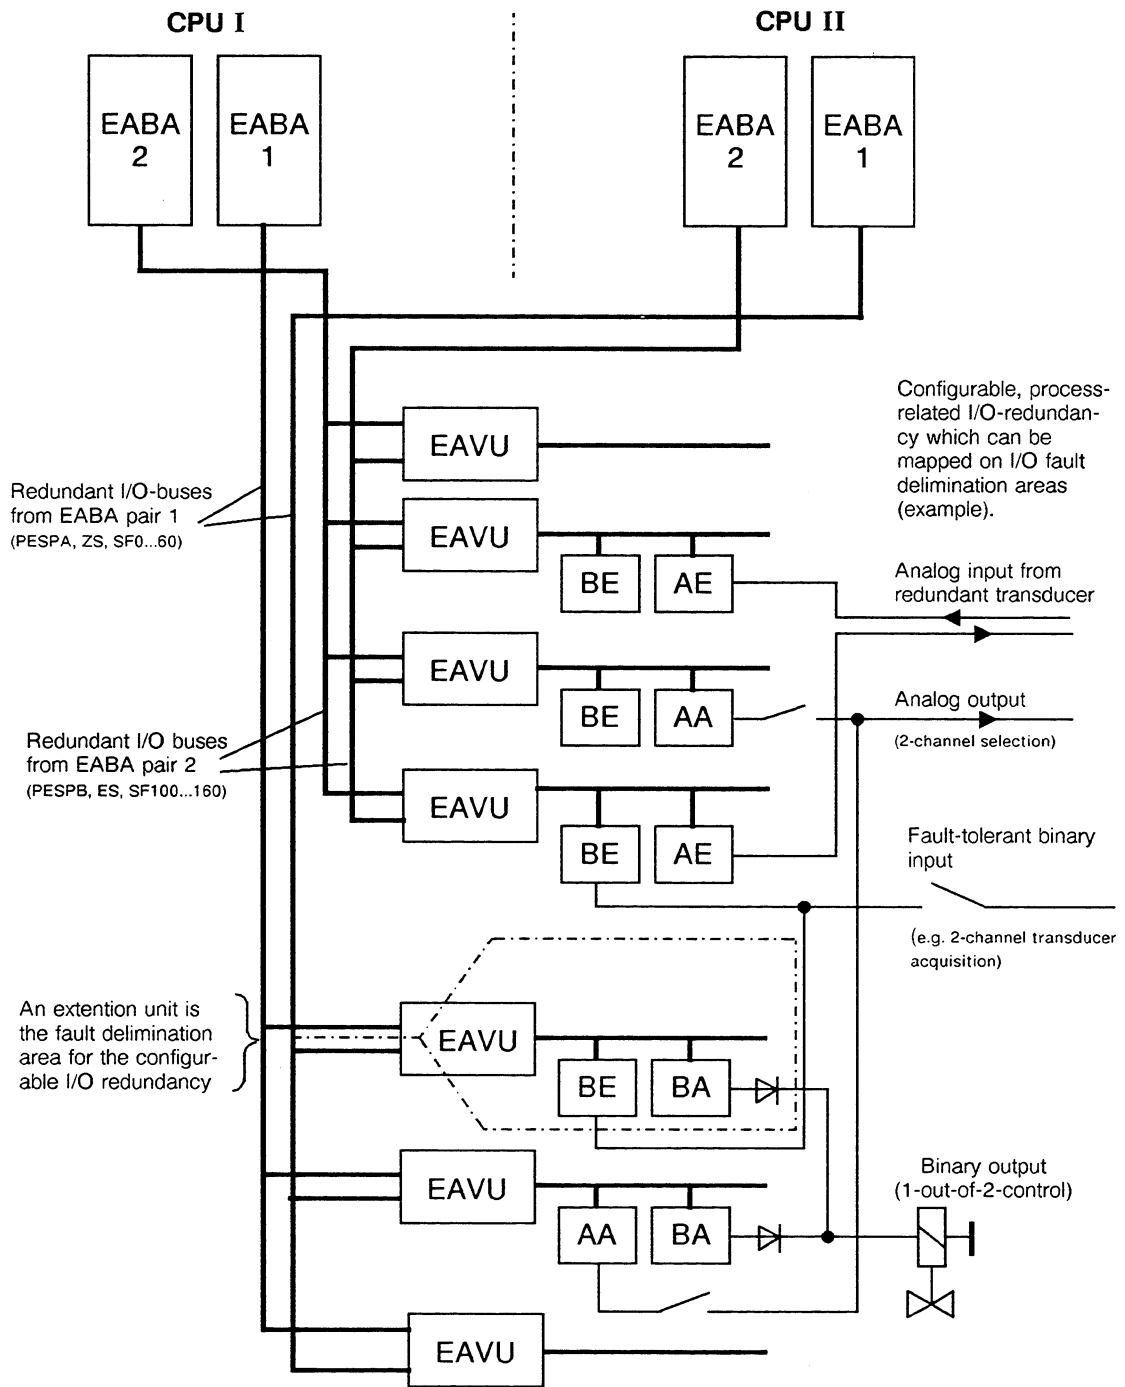 CPU I
CPU II
EABA
2
EABA
1
EABA
2
EABA
1
Configurable, process-
related I/O-redundan-
cy which can be
mapped on I/O fault
delimination areas
(example).
EAVU
Redundant I/O-buses
from EABA pair 1
(PESPA, ZS, SF0...60)
EAVU
BE
AE
Analog input from
redundant transducer
EAVU
BE
AA
Analog output
(2-channel selection)
Redundant I/O buses
from EABA pair 2
(PESPB, ES, SF100...160)
EAVU
BE
AE
Fault-tolerant binary
input
(e.g. 2-channel transducer
acquisition)
An extention unit is
the fault delimination
area for the configur-
able I/O redundancy
EAVU
BE
BA
EAVU
AA
BA
Binary output
(1-out-of-2-control)
EAVU